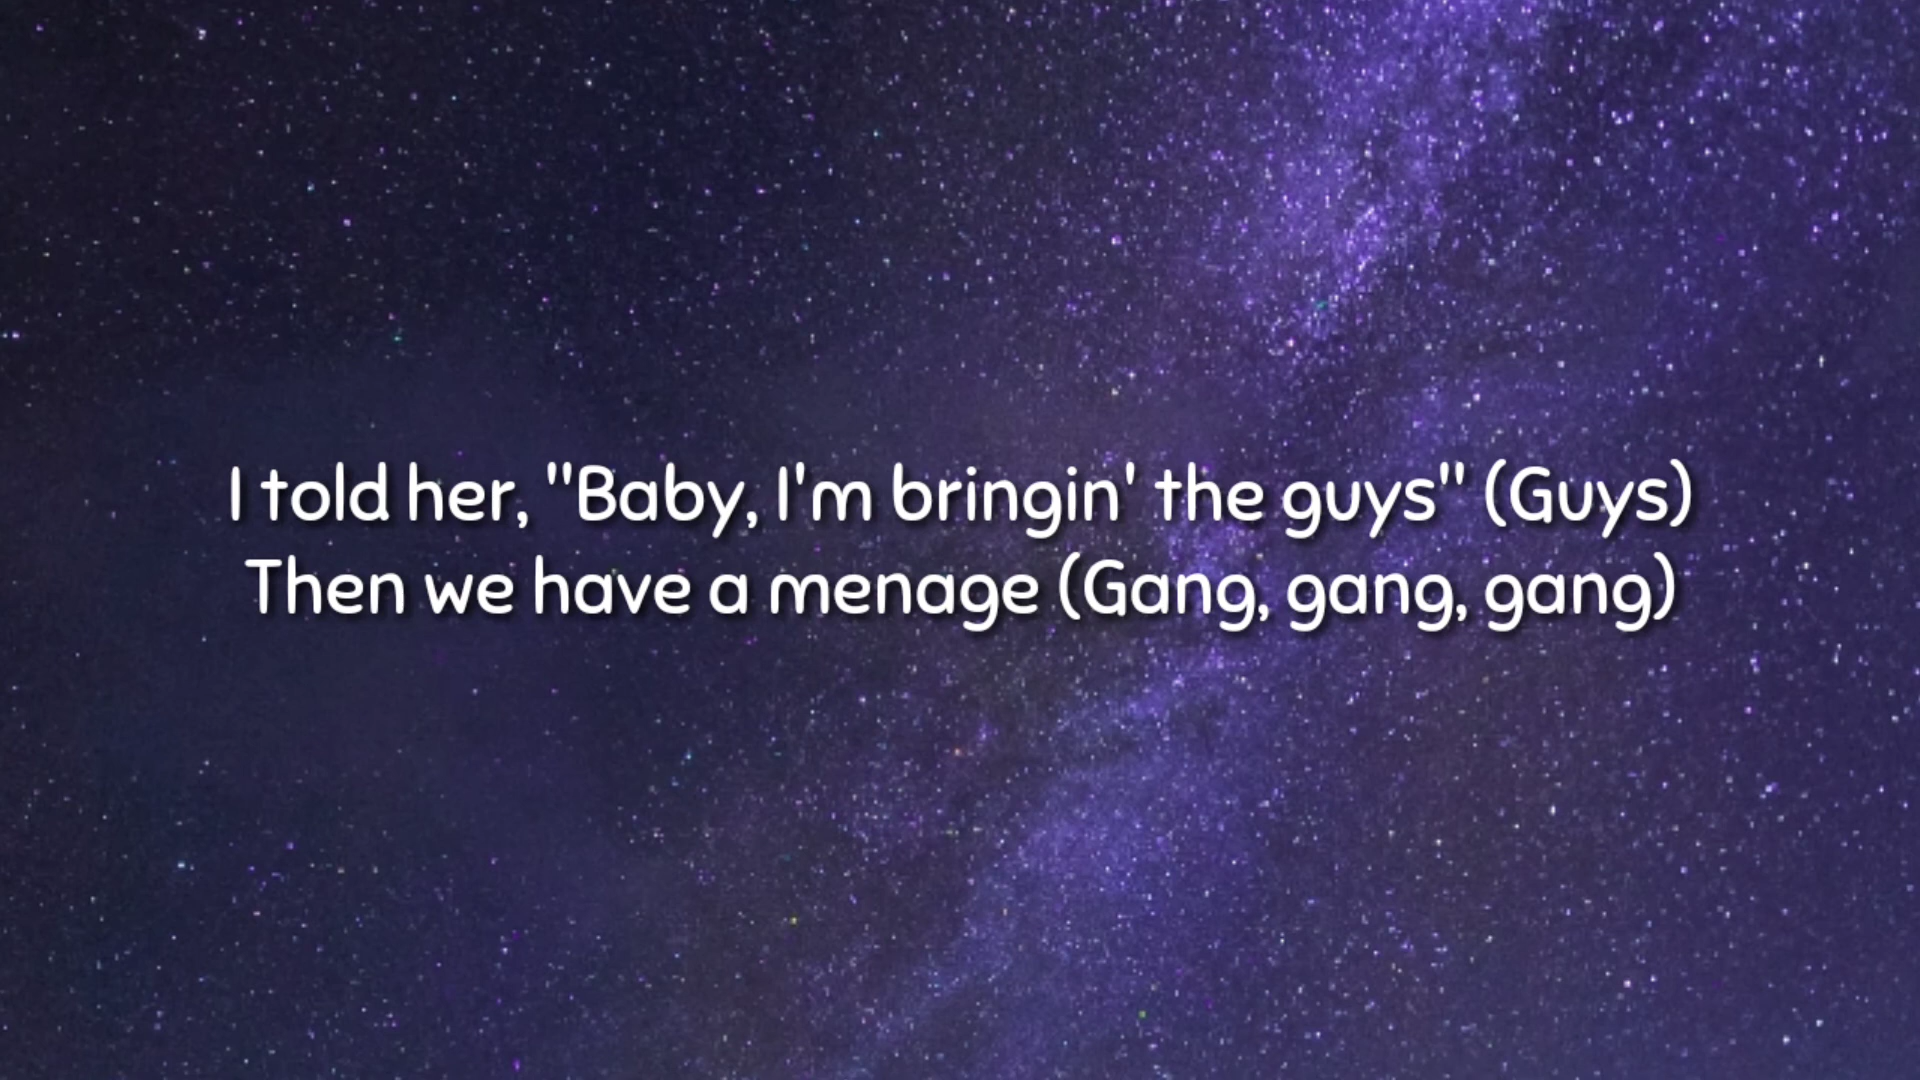 I told her, "Baby, I'm bringin' the guys" (Guys)
Then we have a menage (Gang, gang, gang)